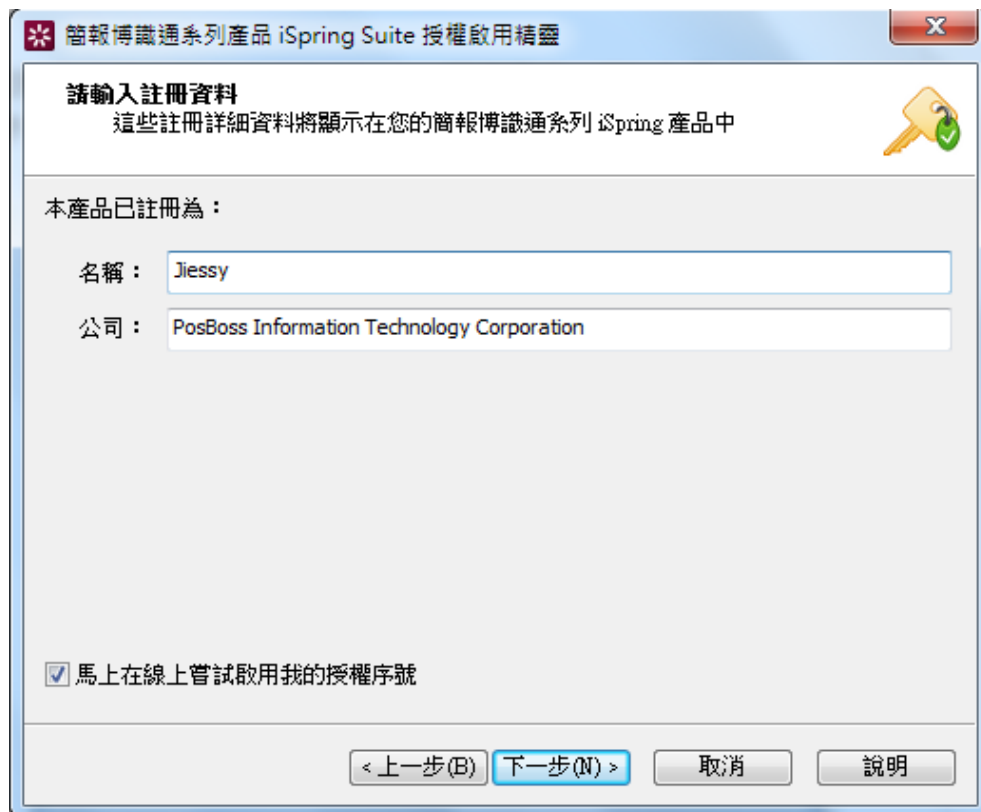 簡報博識通系列產品 iSpring Suite 授權啟用精靈
請輸入註冊資料
這些註冊詳細資料將顯示在您的簡報博識通系列 iSpring 產品中
本產品已註冊為：
名稱： Jiessy
公司： PosBoss Information Technology Corporation
馬上在線上嘗試啟用我的授權序號
<上一步(B) 下一步(N)> 取消 說明